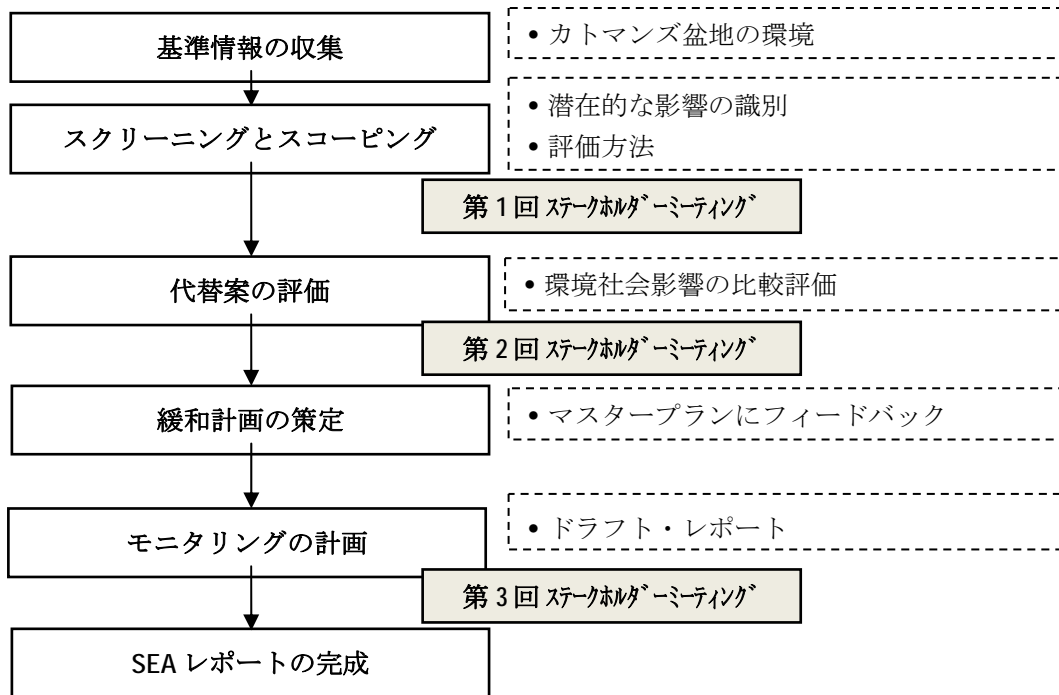 基準情報の収集
• カトマンズ盆地の環境
スクリーニングとスコーピング
• 潜在的な影響の識別
• 評価方法
第 1 回 ｽﾃｰｸﾎﾙﾀﾞｰﾐｰﾃｨﾝｸﾞ
代替案の評価
• 環境社会影響の比較評価
第 2 回 ｽﾃｰｸﾎﾙﾀﾞｰﾐｰﾃｨﾝｸﾞ
緩和計画の策定
• マスタープランにフィードバック
モニタリングの計画
• ドラフト・レポート
第 3 回 ｽﾃｰｸﾎﾙﾀﾞｰﾐｰﾃｨﾝｸﾞ
SEA レポートの完成